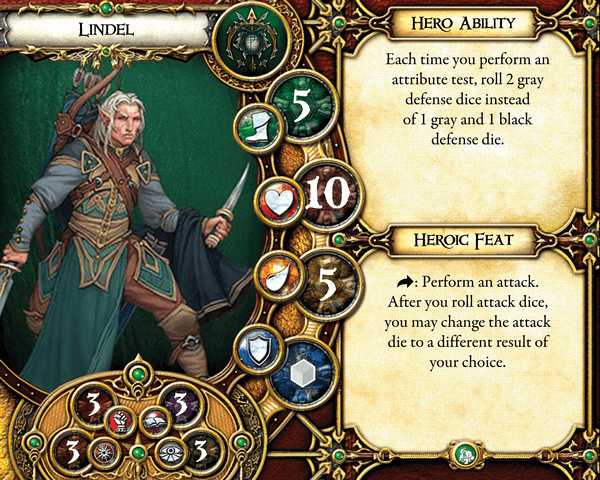 LINDEL
5
10
5
3
3
3
3
HERO ABILITY
Each time you perform an
attribute test, roll 2 gray
defense dice instead
of 1 gray and 1 black
defense die.
HEROIC FEAT
: Perform an attack.
After you roll attack dice,
you may change the attack
die to a different result of
your choice.